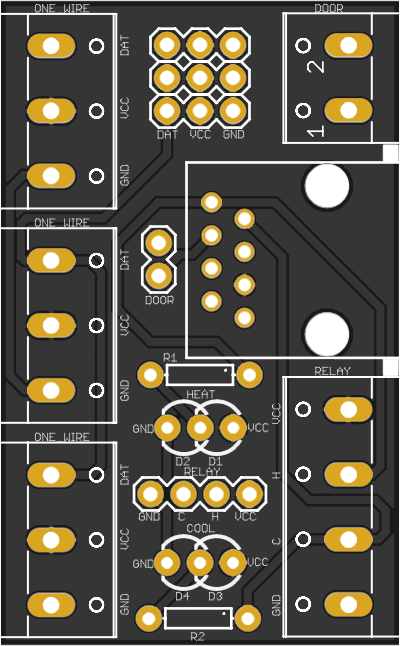 ONE WIRE
DOOR
DAT
VCC
GND
2
1
DAT VCC GND
ONE WIRE
DAT
VCC
GND
DOOR
R1
RELAY
HEAT
GND VCC
D2 D1
RELAY
GND C H VCC
VCC
H
C
GND
ONE WIRE
DAT
VCC
GND
COOL
GND VCC
D4 D3
R2